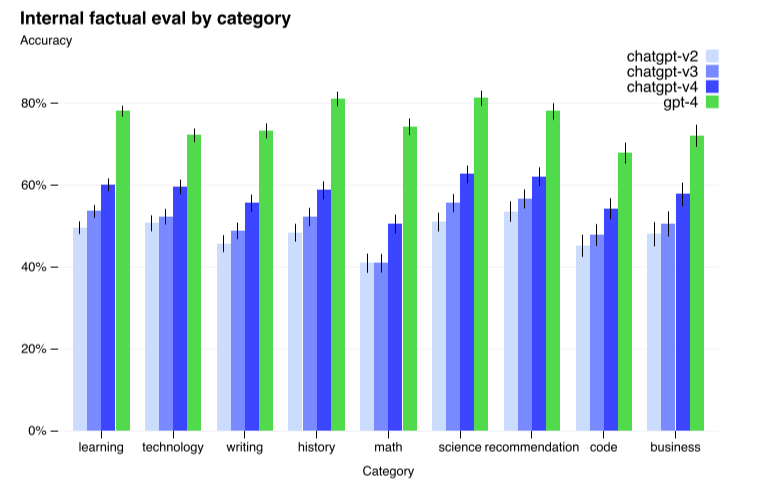 Internal factual eval by category
Accuracy
chatgpt-v2
chatgpt-v3
chatgpt-v4
gpt-4
80%
60%
40%
20%
0%
learning technology writing history math science recommendation code business
Category